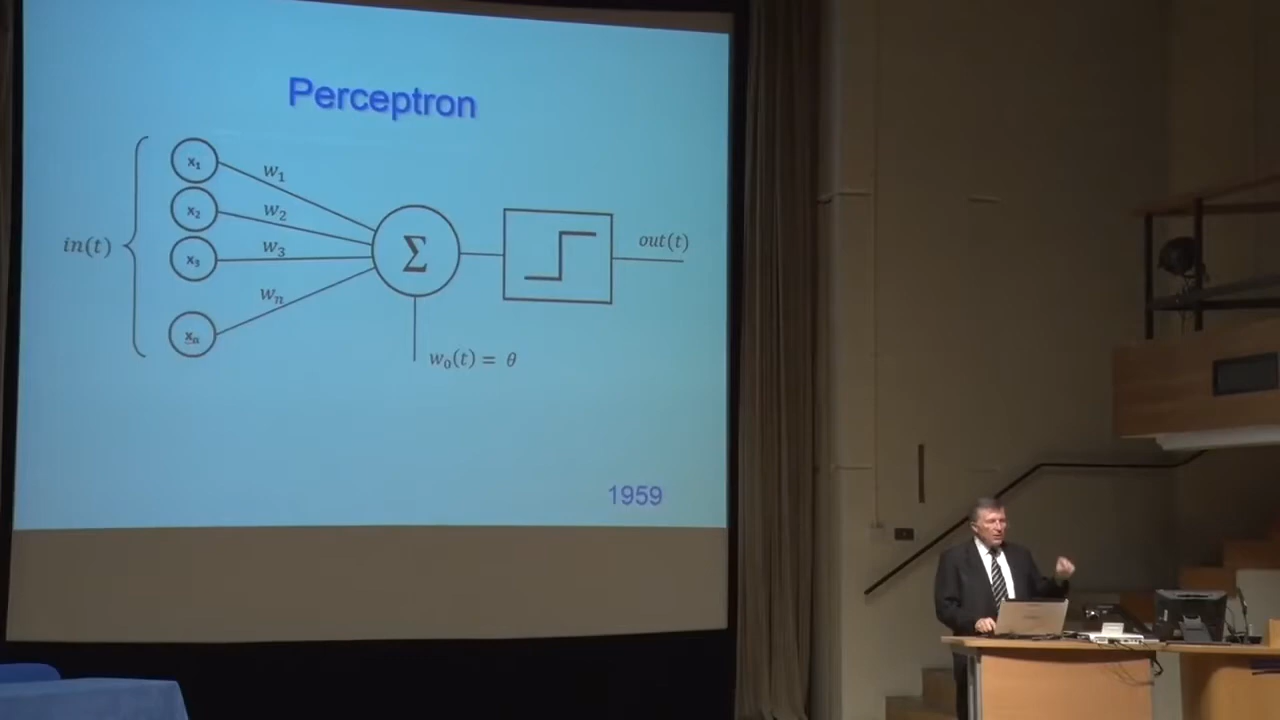 Perceptron
x₁
w₁
x₂
w₂
in(t)
x₃
w₃
Σ
out(t)
wₙ
xₙ
w₀(t) = θ
1959